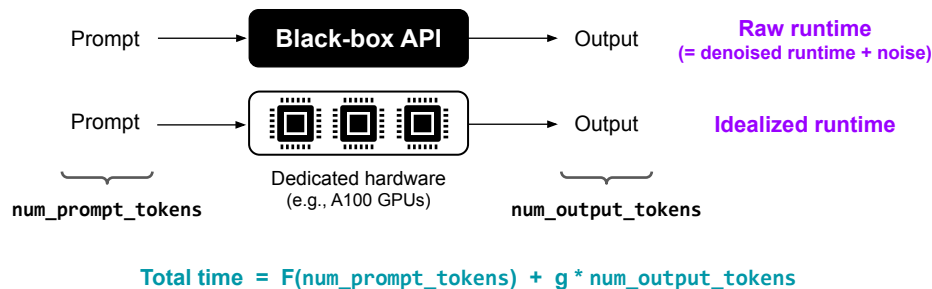 Prompt
Black-box API
Output
Raw runtime
(= denoised runtime + noise)
Prompt
Output
Idealized runtime
Dedicated hardware
(e.g., A100 GPUs)
num_prompt_tokens
num_output_tokens
Total time = F(num_prompt_tokens) + g * num_output_tokens